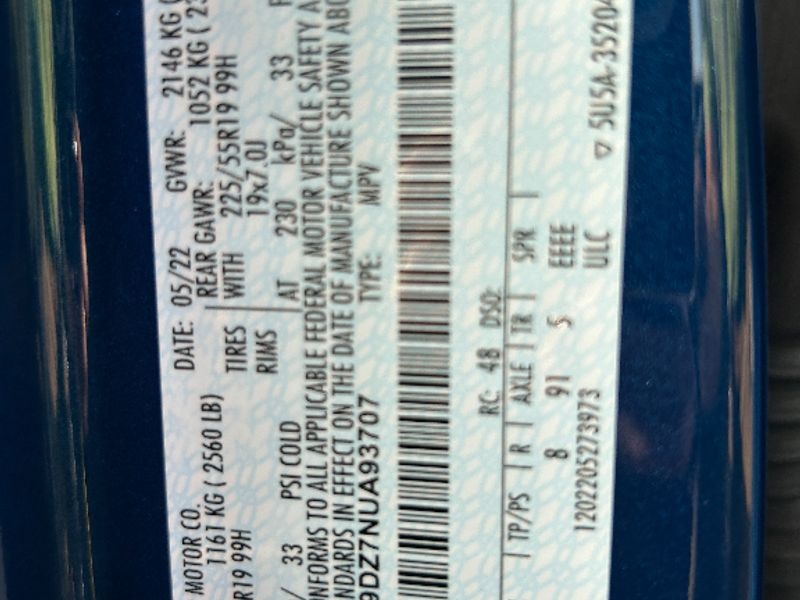 MOTOR CO. DATE: 05/22 GVWR: 2146 KG
1161 KG ( 2560 LB) REAR GAWR: 1052 KG (
R19 99H TIRES WITH 225/55R19 99H
RIMS 19x7.0J
/ 33 PSI COLD AT 230 kPa/ 33
ONFORMS TO ALL APPLICABLE FEDERAL MOTOR VEHICLE SAFETY A
NDARDS IN EFFECT ON THE DATE OF MANUFACTURE SHOWN ABO
9DZ7NUA93707 TYPE: MPV
RC: 48 DSO:
TP/PS R AXLE TR SPR
8 91 5 EEEE
1202205273973 ULC 5U5A-35204